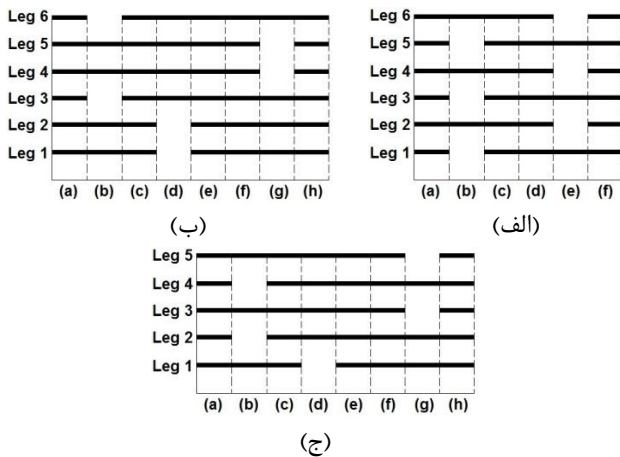 Leg 6
Leg 5
Leg 4
Leg 3
Leg 2
Leg 1
(a) (b) (c) (d) (e) (f) (g) (h)
(ب)
Leg 6
Leg 5
Leg 4
Leg 3
Leg 2
Leg 1
(a) (b) (c) (d) (e) (f)
(الف)
Leg 5
Leg 4
Leg 3
Leg 2
Leg 1
(a) (b) (c) (d) (e) (f) (g) (h)
(ج)